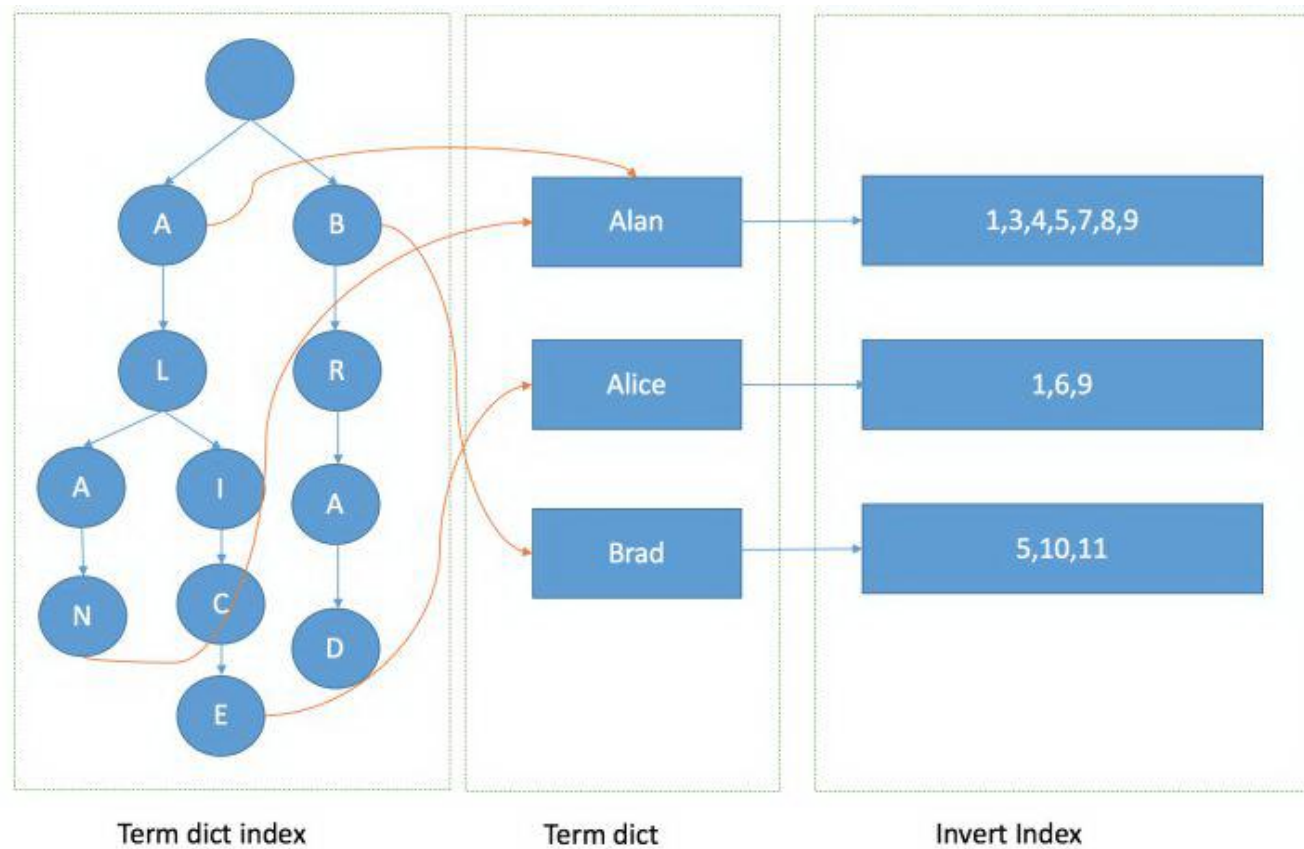 A
B
Alan
1,3,4,5,7,8,9
L
R
Alice
1,6,9
A
I
A
Brad
5,10,11
N
C
D
E
Term dict index
Term dict
Invert Index